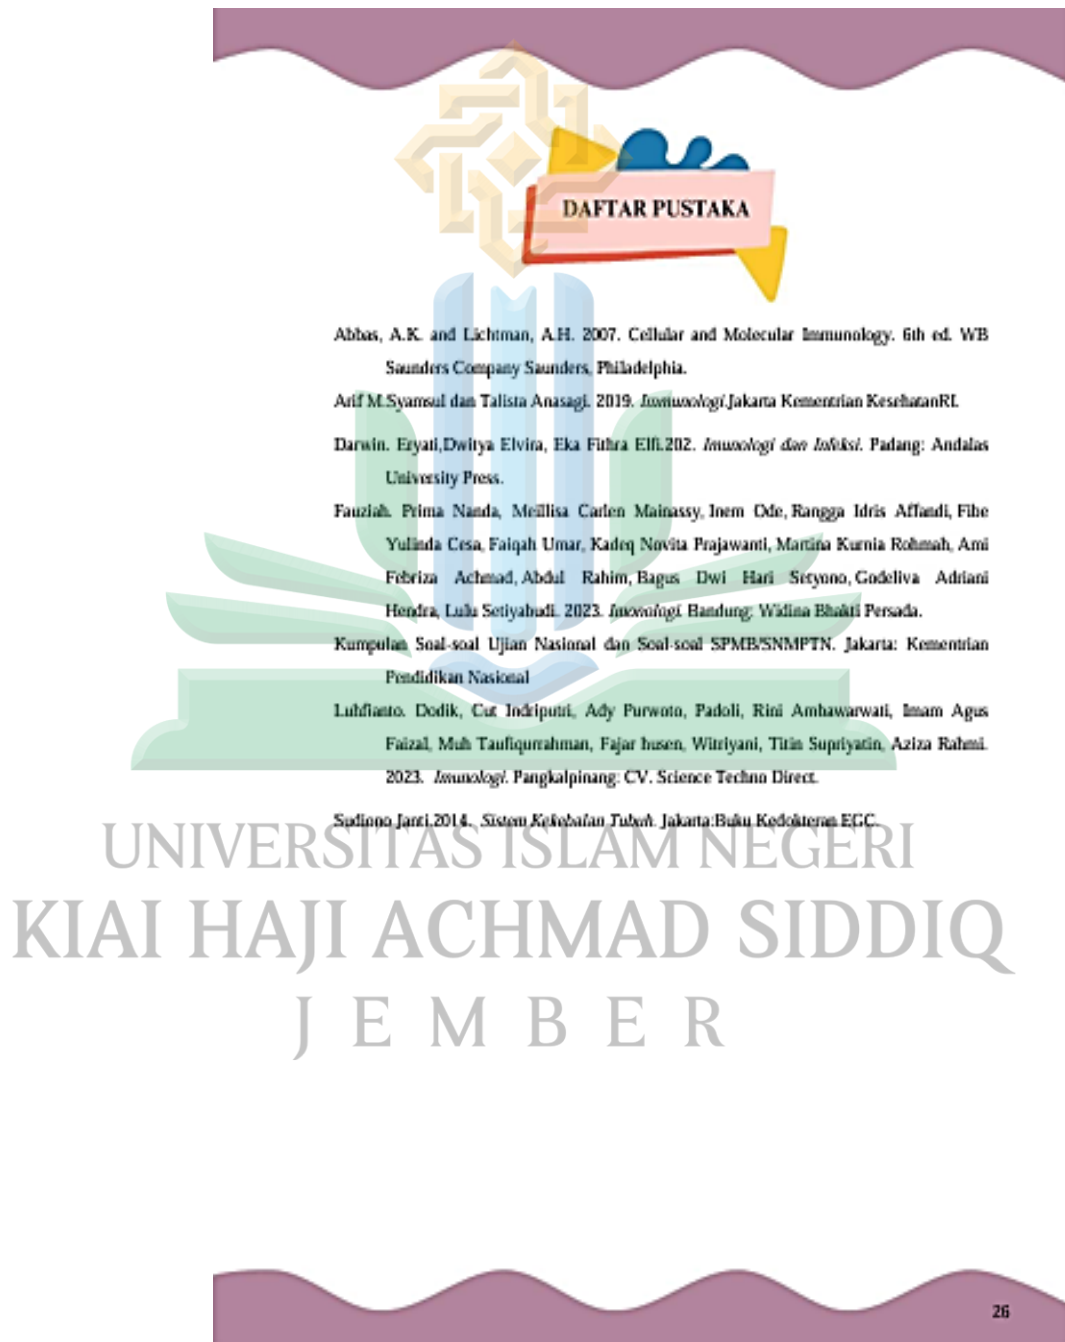 DAFTAR PUSTAKA
Abbas, A.K. and Lichtman, A.H. 2007. Cellular and Molecular Immunology. 6th ed. WB
Saunders Company Saunders, Philadelphia.
Arif M.Syamsul dan Talista Anasagi. 2019. Immunologi.Jakarta Kementrian KesehatanRI.
Darwin. Eryati,Dwitya Elvira, Eka Fithra Elfi.202. Imunologi dan Infeksi. Padang: Andalas
University Press.
Fauziah. Prima Nanda, Meillisa Carlen Mainassy, Inem Ode, Rangga Idris Affandi, Fibe
Yulinda Cesa, Faiqah Umar, Kadeq Novita Prajawanti, Martina Kurnia Rohmah, Ami
Febriza Achmad, Abdul Rahim, Bagus Dwi Hari Setyono, Godeliva Adriani
Hendra, Lulu Setiyabudi. 2023. Imonologi. Bandung: Widina Bhakti Persada.
Kumpulan Soal-soal Ujian Nasional dan Soal-soal SPMB/SNMPTN. Jakarta: Kementrian
Pendidikan Nasional
Luhfianto. Dodik, Cut Indriputri, Ady Purwoto, Padoli, Rini Ambawarwati, Imam Agus
Faizal, Muh Taufiqurrahman, Fajar husen, Witriyani, Titin Supriyatin, Aziza Rahmi.
2023. Imunologi. Pangkalpinang: CV. Science Techno Direct.
Sudiono Janti.2014. Sistem Kekebalan Tubuh. Jakarta:Buku Kedokteran EGC.
UNIVERSITAS ISLAM NEGERI
KIAI HAJI ACHMAD SIDDIQ
J E M B E R
26